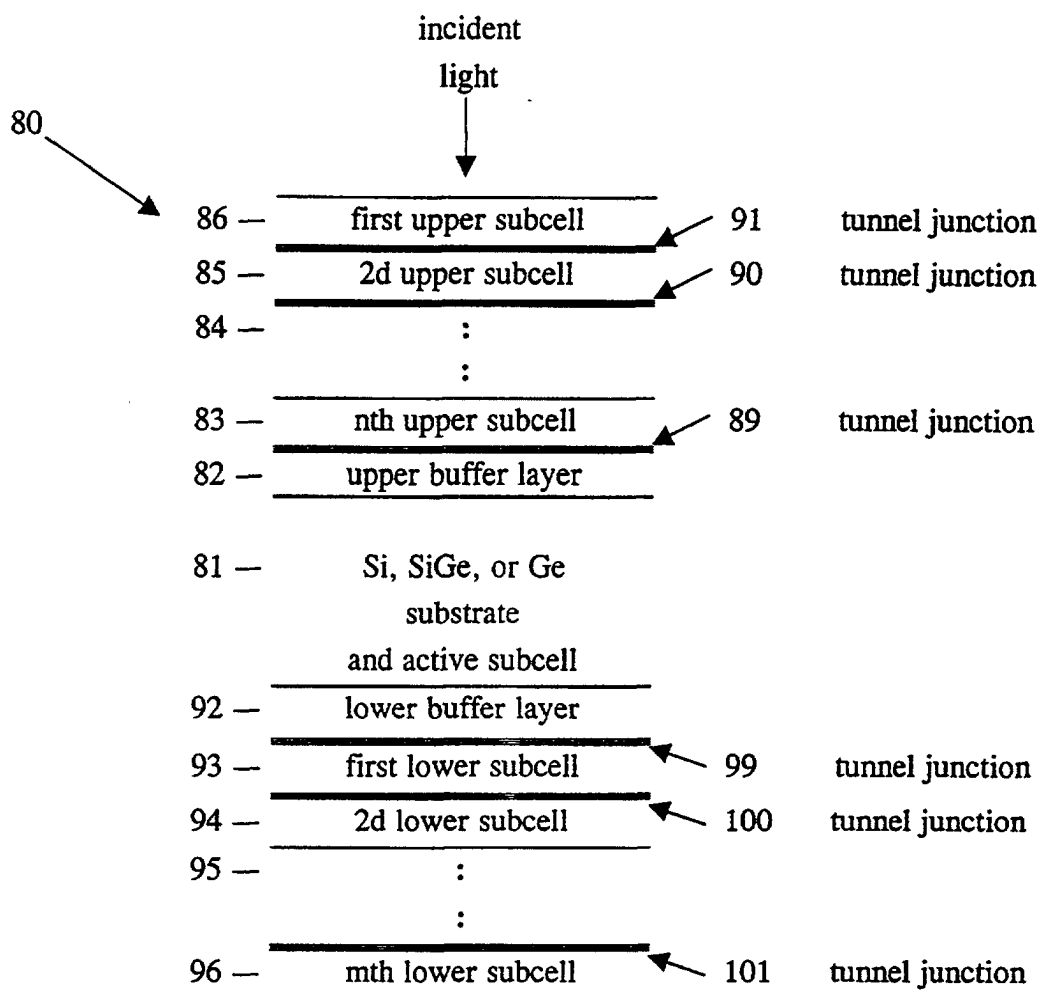 incident
light
80
86 — first upper subcell 91 tunnel junction
85 — 2d upper subcell 90 tunnel junction
84 — :
:
83 — nth upper subcell 89 tunnel junction
82 — upper buffer layer
81 — Si, SiGe, or Ge
substrate
and active subcell
92 — lower buffer layer
93 — first lower subcell 99 tunnel junction
94 — 2d lower subcell 100 tunnel junction
95 — :
:
96 — mth lower subcell 101 tunnel junction